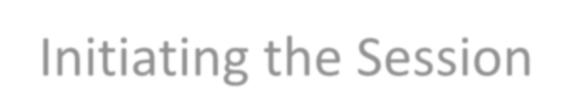 Initiating the Session